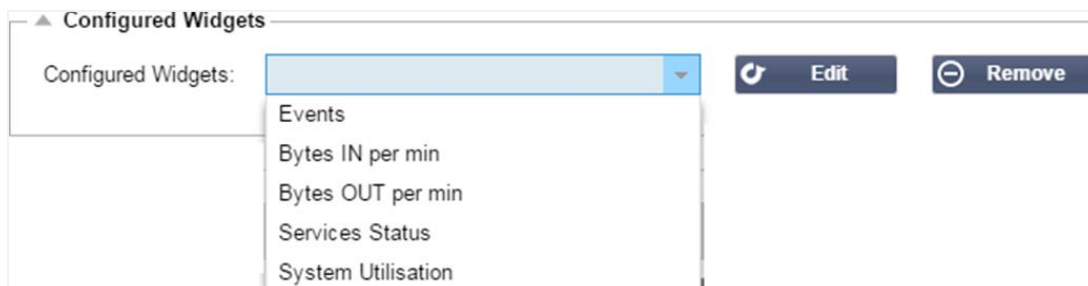 Configured Widgets
Configured Widgets: Edit Remove
Events
Bytes IN per min
Bytes OUT per min
Services Status
System Utilisation